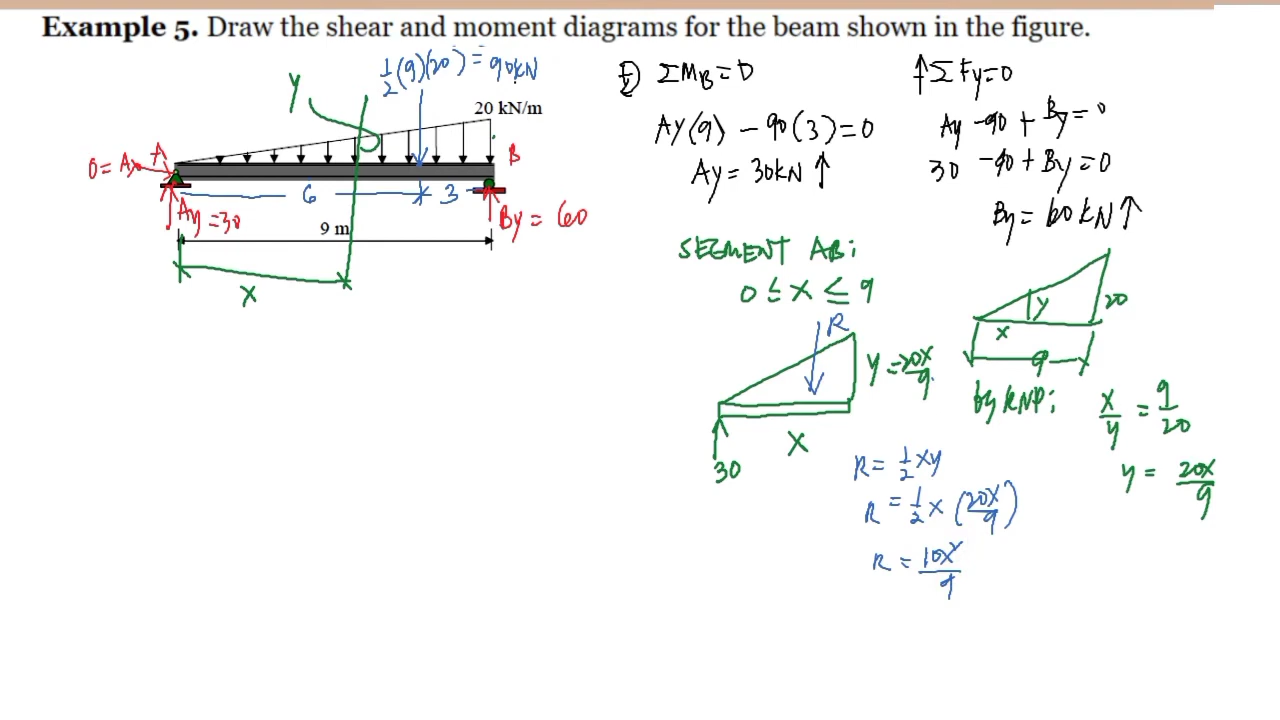 Example 5. Draw the shear and moment diagrams for the beam shown in the figure.
½(9)(20) = 90kN
y
20 kN/m
A
B
0 = Ax
6
3
Ay = 30
By = 60
9 m
x
ΣM_B = 0
Ay(9) - 90(3) = 0
Ay = 30kN ↑
↑ΣFy = 0
Ay - 90 + By = 0
30 - 90 + By = 0
By = 60 kN ↑
SEGMENT AB:
0 ≤ x ≤ 9
R
y = 20x/9
x
30
y
20
x
9
by RNP:
x/y = 9/20
y = 20x/9
R = ½ xy
R = ½ x (20x/9)
R = 10x²/9